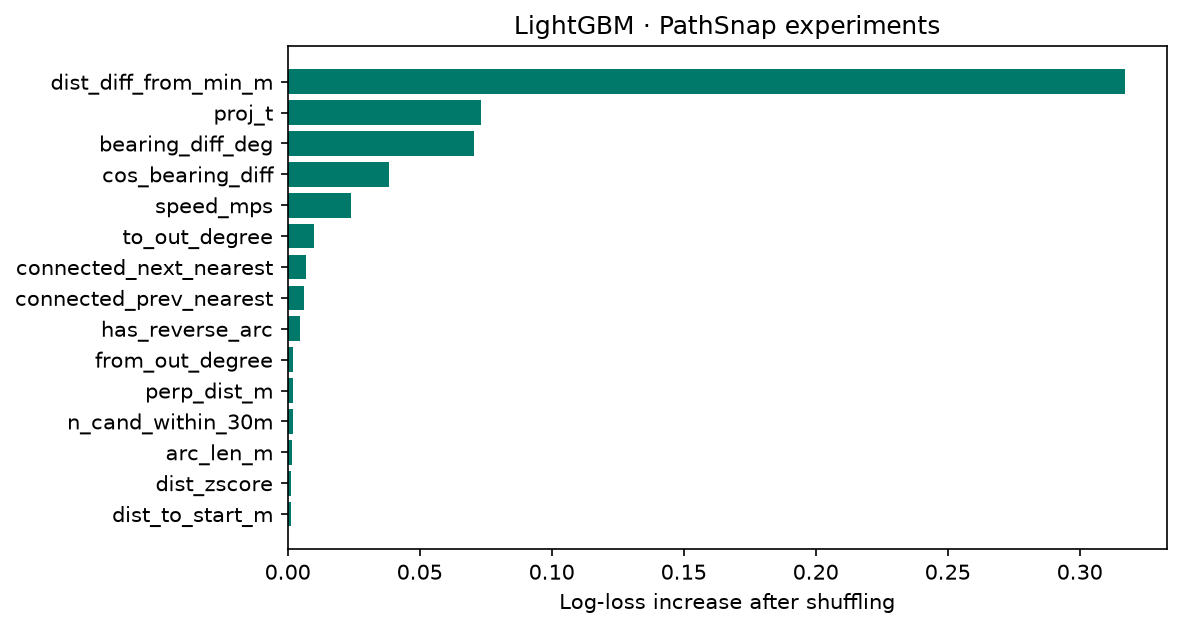 LightGBM · PathSnap experiments
dist_diff_from_min_m
proj_t
bearing_diff_deg
cos_bearing_diff
speed_mps
to_out_degree
connected_next_nearest
connected_prev_nearest
has_reverse_arc
from_out_degree
perp_dist_m
n_cand_within_30m
arc_len_m
dist_zscore
dist_to_start_m
0.00 0.05 0.10 0.15 0.20 0.25 0.30
Log-loss increase after shuffling